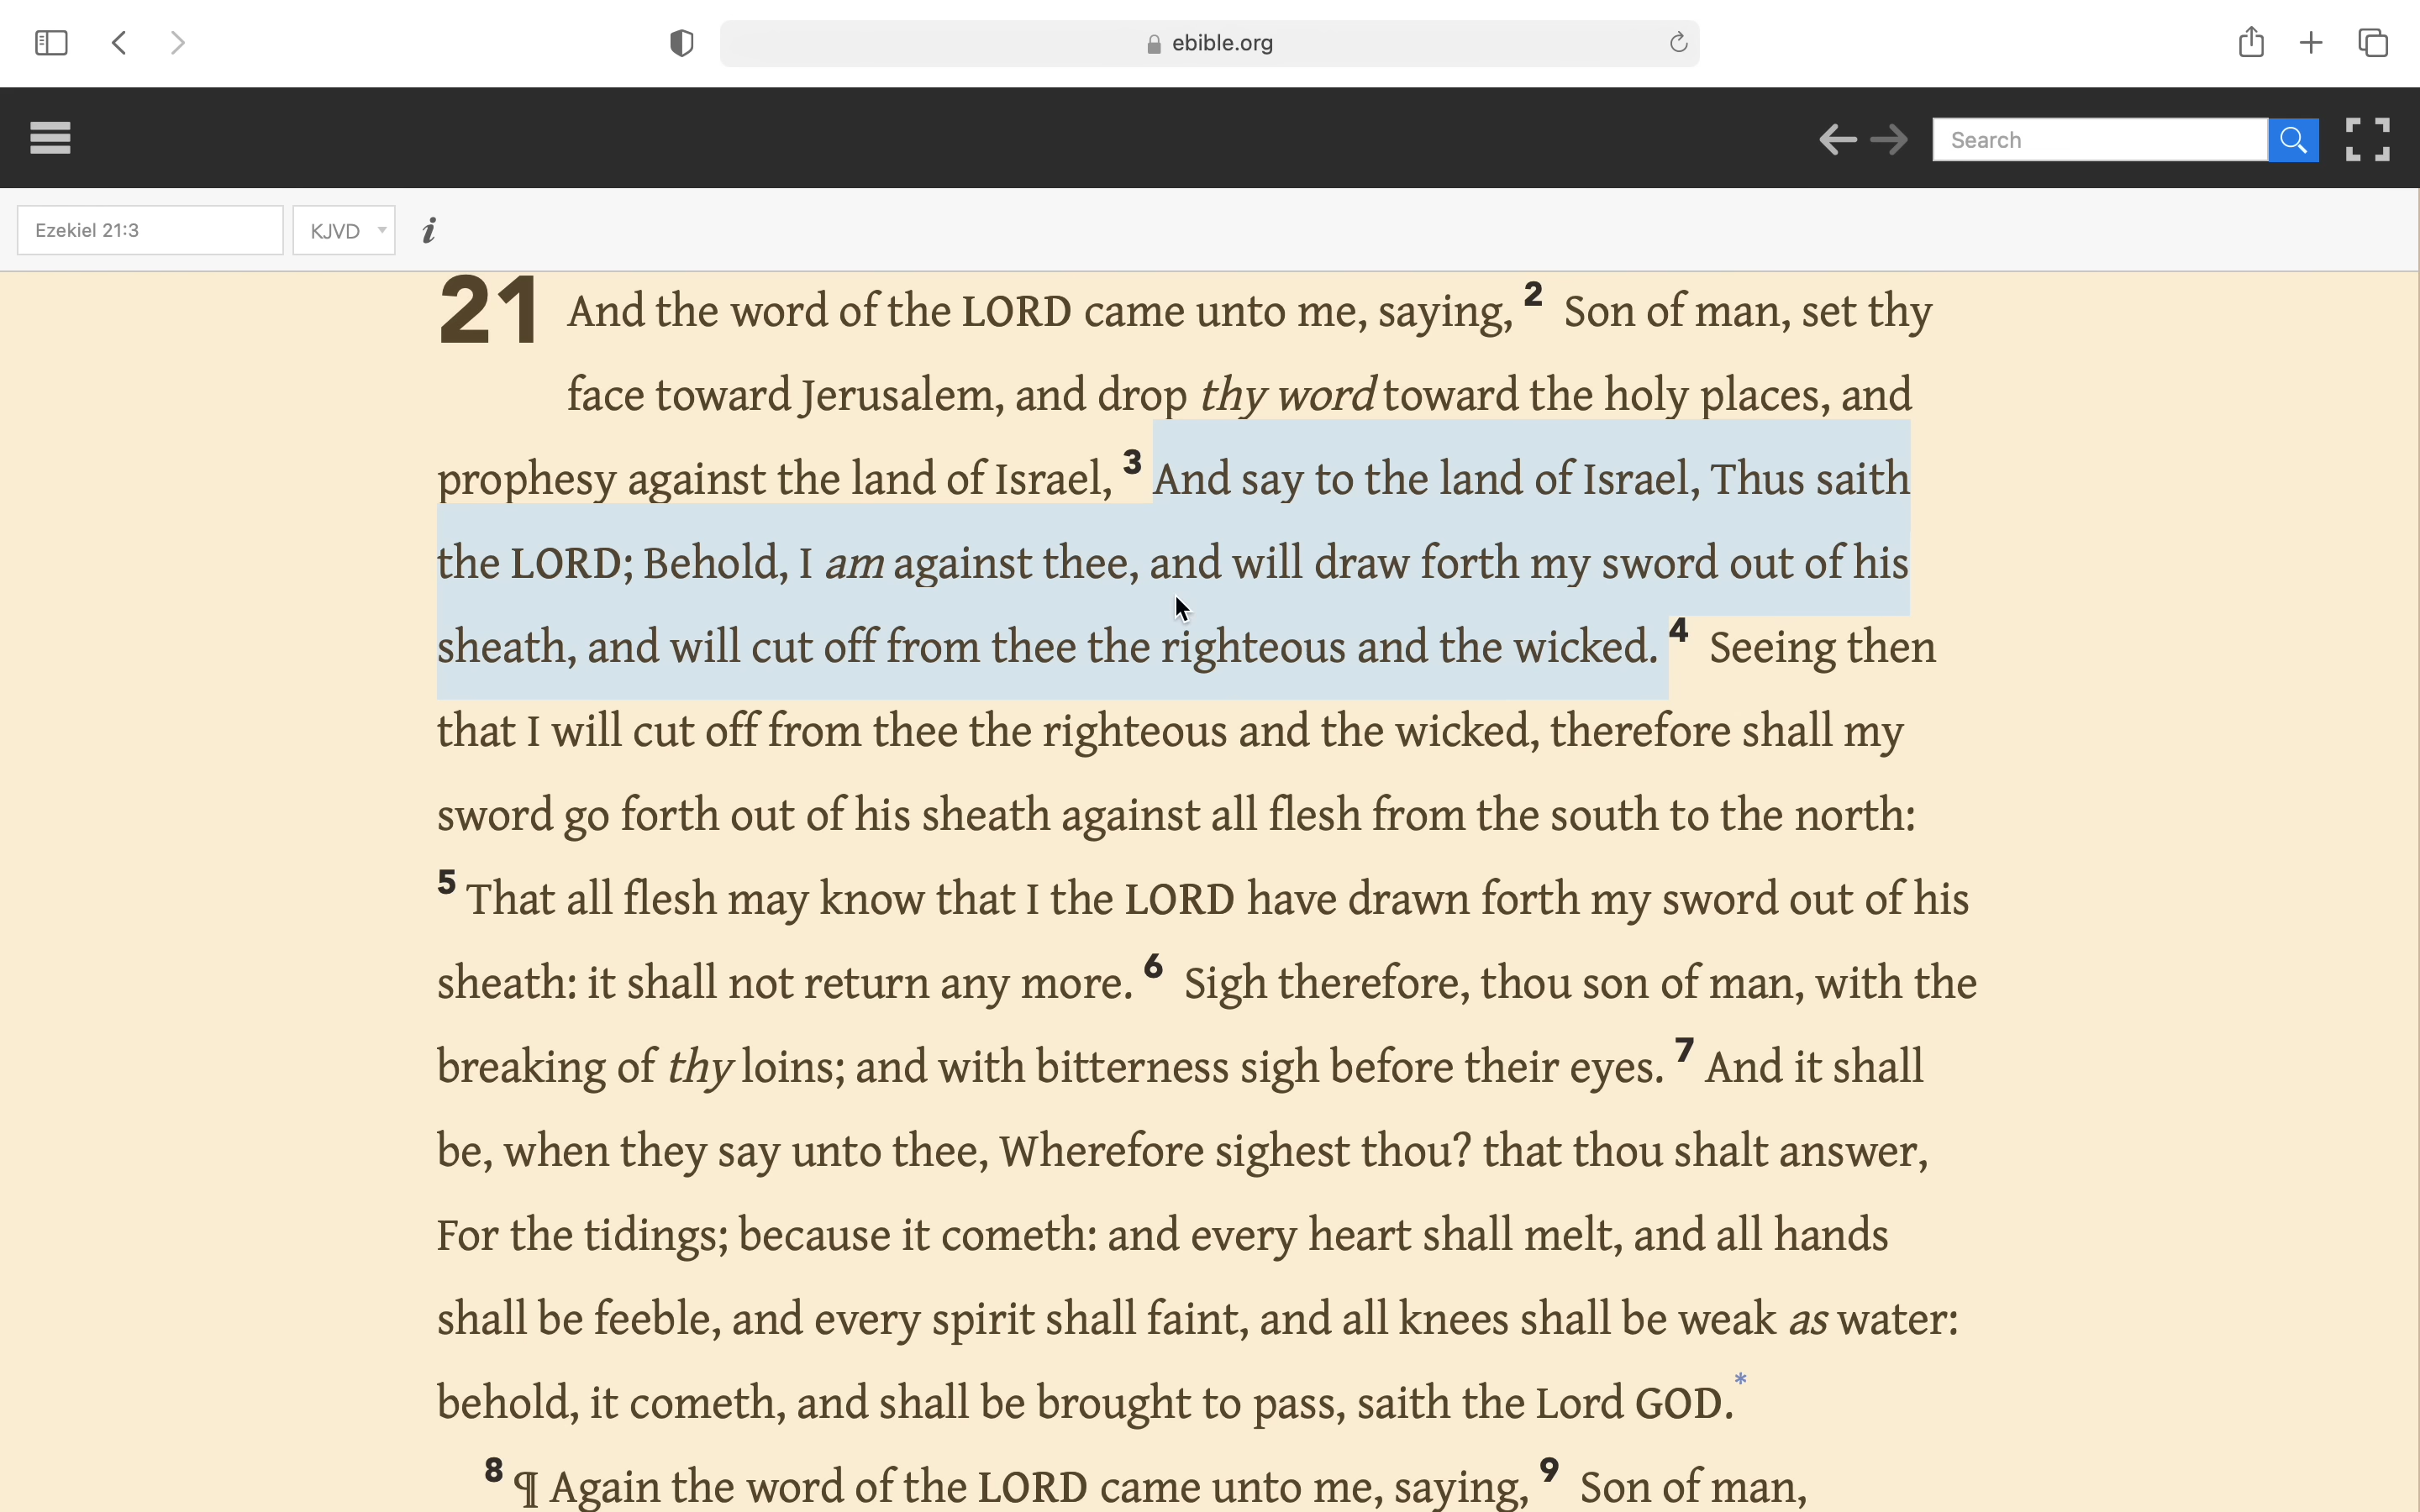 ebible.org
Search
Ezekiel 21:3 KJVD i
21 And the word of the LORD came unto me, saying, 2 Son of man, set thy
face toward Jerusalem, and drop thy word toward the holy places, and
prophesy against the land of Israel, 3 And say to the land of Israel, Thus saith
the LORD; Behold, I am against thee, and will draw forth my sword out of his
sheath, and will cut off from thee the righteous and the wicked. 4 Seeing then
that I will cut off from thee the righteous and the wicked, therefore shall my
sword go forth out of his sheath against all flesh from the south to the north:
5 That all flesh may know that I the LORD have drawn forth my sword out of his
sheath: it shall not return any more. 6 Sigh therefore, thou son of man, with the
breaking of thy loins; and with bitterness sigh before their eyes. 7 And it shall
be, when they say unto thee, Wherefore sighest thou? that thou shalt answer,
For the tidings; because it cometh: and every heart shall melt, and all hands
shall be feeble, and every spirit shall faint, and all knees shall be weak as water:
behold, it cometh, and shall be brought to pass, saith the Lord GOD.*
8 ¶ Again the word of the LORD came unto me, saying, 9 Son of man,